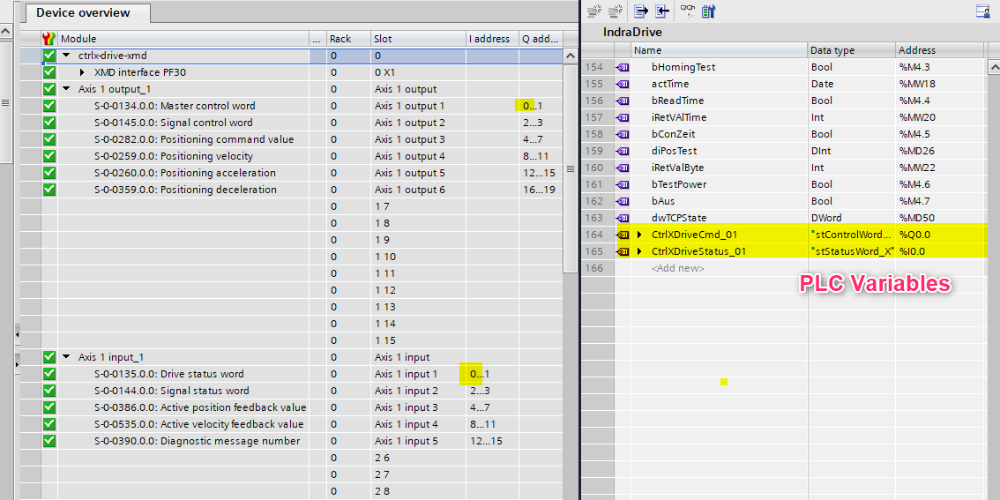 Device overview
Module ... Rack Slot I address Q add...
ctrlx-drive-xmd 0 0
XMD interface PF30 0 0 X1
Axis 1 output_1 0 Axis 1 output
S-0-0134.0.0: Master control word 0 Axis 1 output 1 0...1
S-0-0145.0.0: Signal control word 0 Axis 1 output 2 2...3
S-0-0282.0.0: Positioning command value 0 Axis 1 output 3 4...7
S-0-0259.0.0: Positioning velocity 0 Axis 1 output 4 8...11
S-0-0260.0.0: Positioning acceleration 0 Axis 1 output 5 12...15
S-0-0359.0.0: Positioning deceleration 0 Axis 1 output 6 16...19
0 1 7
0 1 8
0 1 9
0 1 10
0 1 11
0 1 12
0 1 13
0 1 14
0 1 15
Axis 1 input_1 0 Axis 1 input
S-0-0135.0.0: Drive status word 0 Axis 1 input 1 0...1
S-0-0144.0.0: Signal status word 0 Axis 1 input 2 2...3
S-0-0386.0.0: Active position feedback value 0 Axis 1 input 3 4...7
S-0-0535.0.0: Active velocity feedback value 0 Axis 1 input 4 8...11
S-0-0390.0.0: Diagnostic message number 0 Axis 1 input 5 12...15
0 2 6
0 2 7
0 2 8
IndraDrive
Name Data type Address
154 bHomingTest Bool %M4.3
155 actTime Date %MW18
156 bReadTime Bool %M4.4
157 iRetVAlTime Int %MW20
158 bConZeit Bool %M4.5
159 diPosTest DInt %MD26
160 iRetValByte Int %MW22
161 bTestPower Bool %M4.6
162 bAus Bool %M4.7
163 dwTCPState DWord %MD50
164 CtrlXDriveCmd_01 "stControlWord... %Q0.0
165 CtrlXDriveStatus_01 "stStatusWord_X" %I0.0
166 <Add new>
PLC Variables